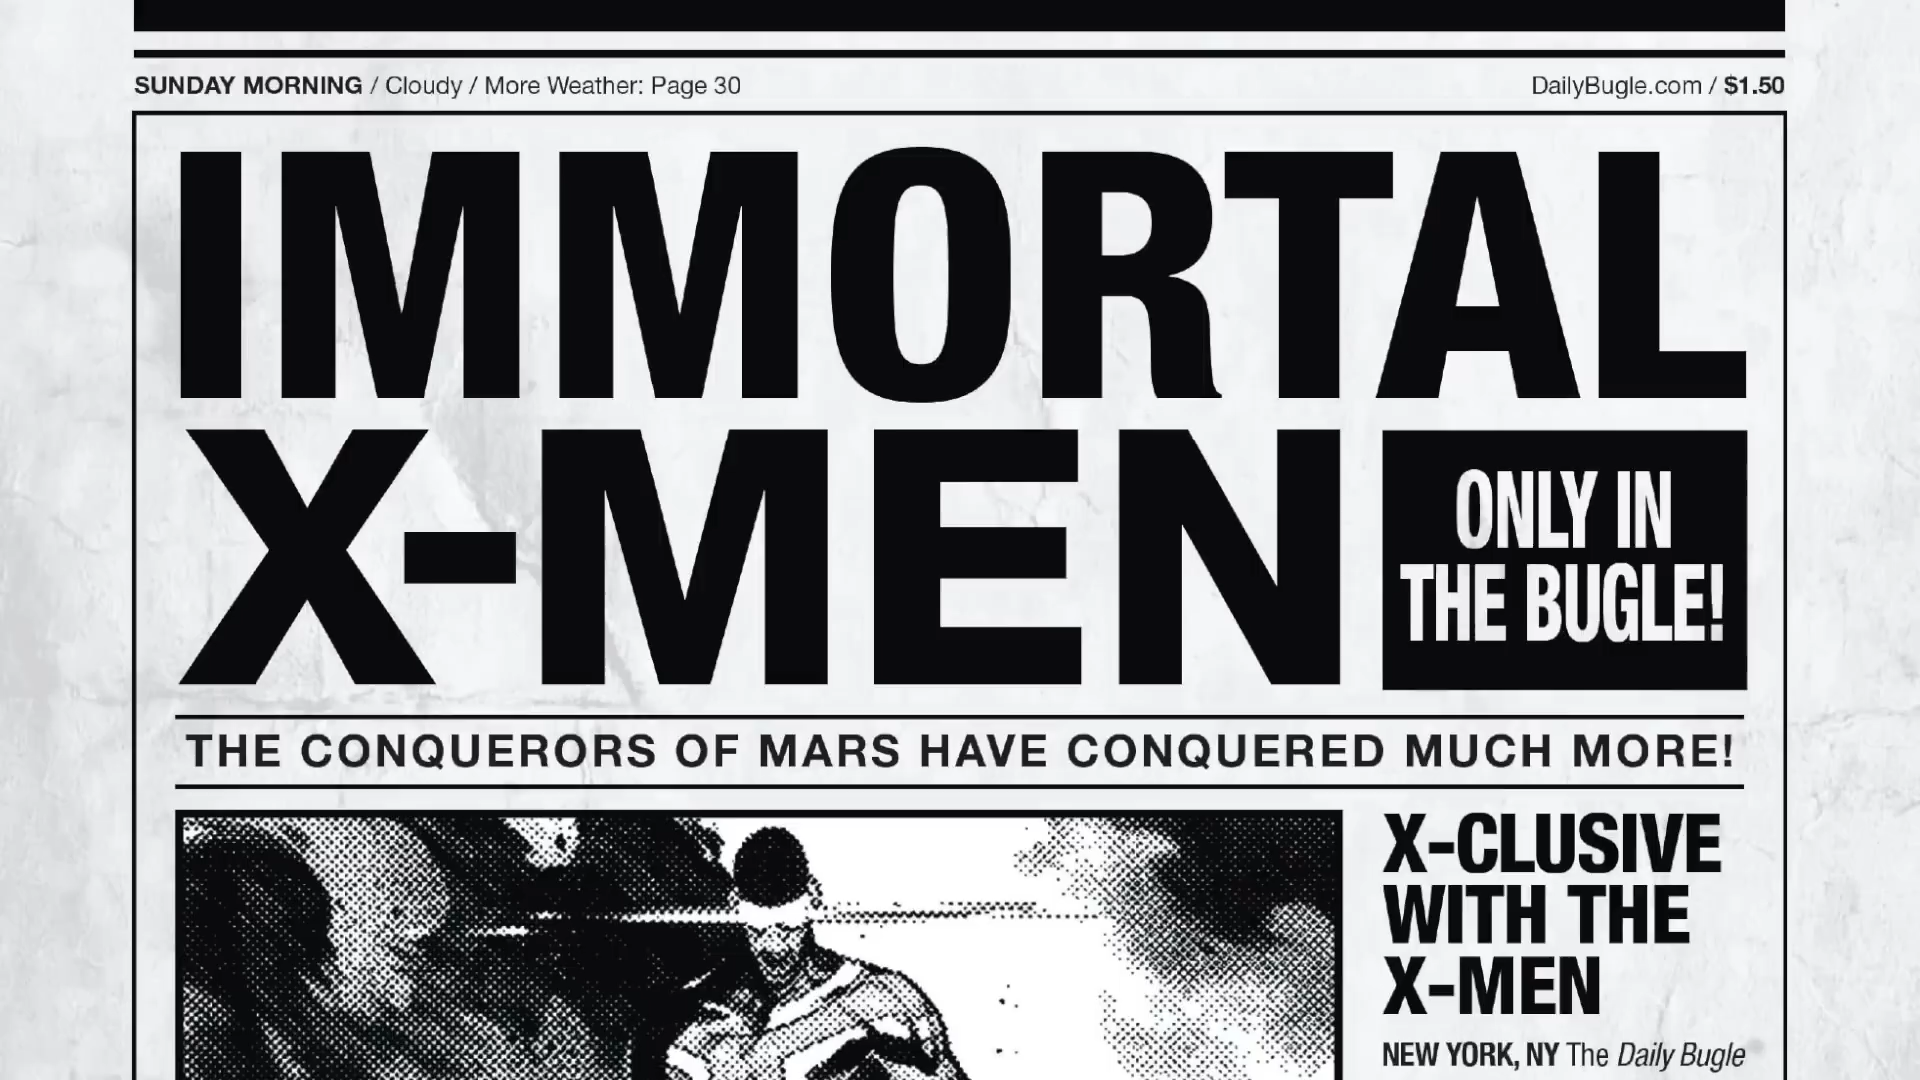 SUNDAY MORNING / Cloudy / More Weather: Page 30
DailyBugle.com / $1.50
IMMORTAL
X-MEN
ONLY IN
THE BUGLE!
THE CONQUERORS OF MARS HAVE CONQUERED MUCH MORE!
X-CLUSIVE
WITH THE
X-MEN
NEW YORK, NY The Daily Bugle